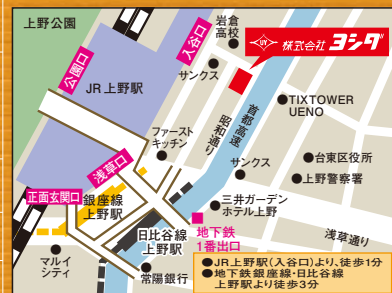 上野公園
岩倉
高校
入谷口
UY 株式会社 ヨシダ
公園口
サンクス
JR 上野駅
首都高速
昭和通り
TIXTOWER
UENO
ファースト
キッチン
浅草口
サンクス
台東区役所
上野警察署
正面玄関口
銀座線
上野駅
三井ガーデン
ホテル上野
日比谷線
上野駅
地下鉄
1番出口
浅草通り
マルイ
シティ
常陽銀行
●JR上野駅(入谷口)より、徒歩1分
●地下鉄銀座線・日比谷線
上野駅より徒歩3分